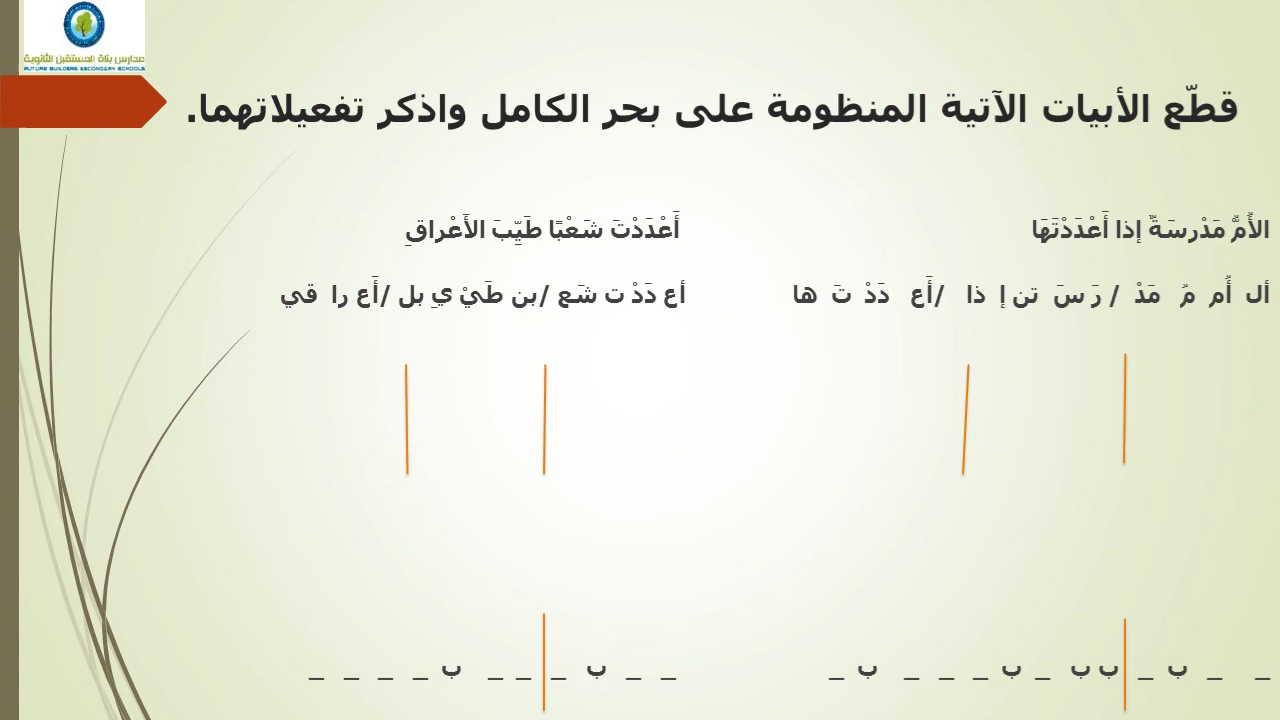 مدارس بناة المستقبل الثانوية
FUTURE BUILDERS SECONDARY SCHOOLS
قطّع الأبيات الآتية المنظومة على بحر الكامل واذكر تفعيلاتهما.
الأُمُّ مَدْرسَةٌ إذا أَعْدَدْتَهَا أَعْدَدْتَ شَعْبًا طَيِّبَ الأَعْراقِ
أل أُم مُ مَدْ / رَ سَ تن إ ذا /أَع دَدْ تَ ها أع دَدْ ت شَع /بن طَيْ يِ بل /أَع را قي
_ _ ب _ ب ب _ ب _ _ _ ب _ _ _ ب _ _ _ ب _ _ _ _